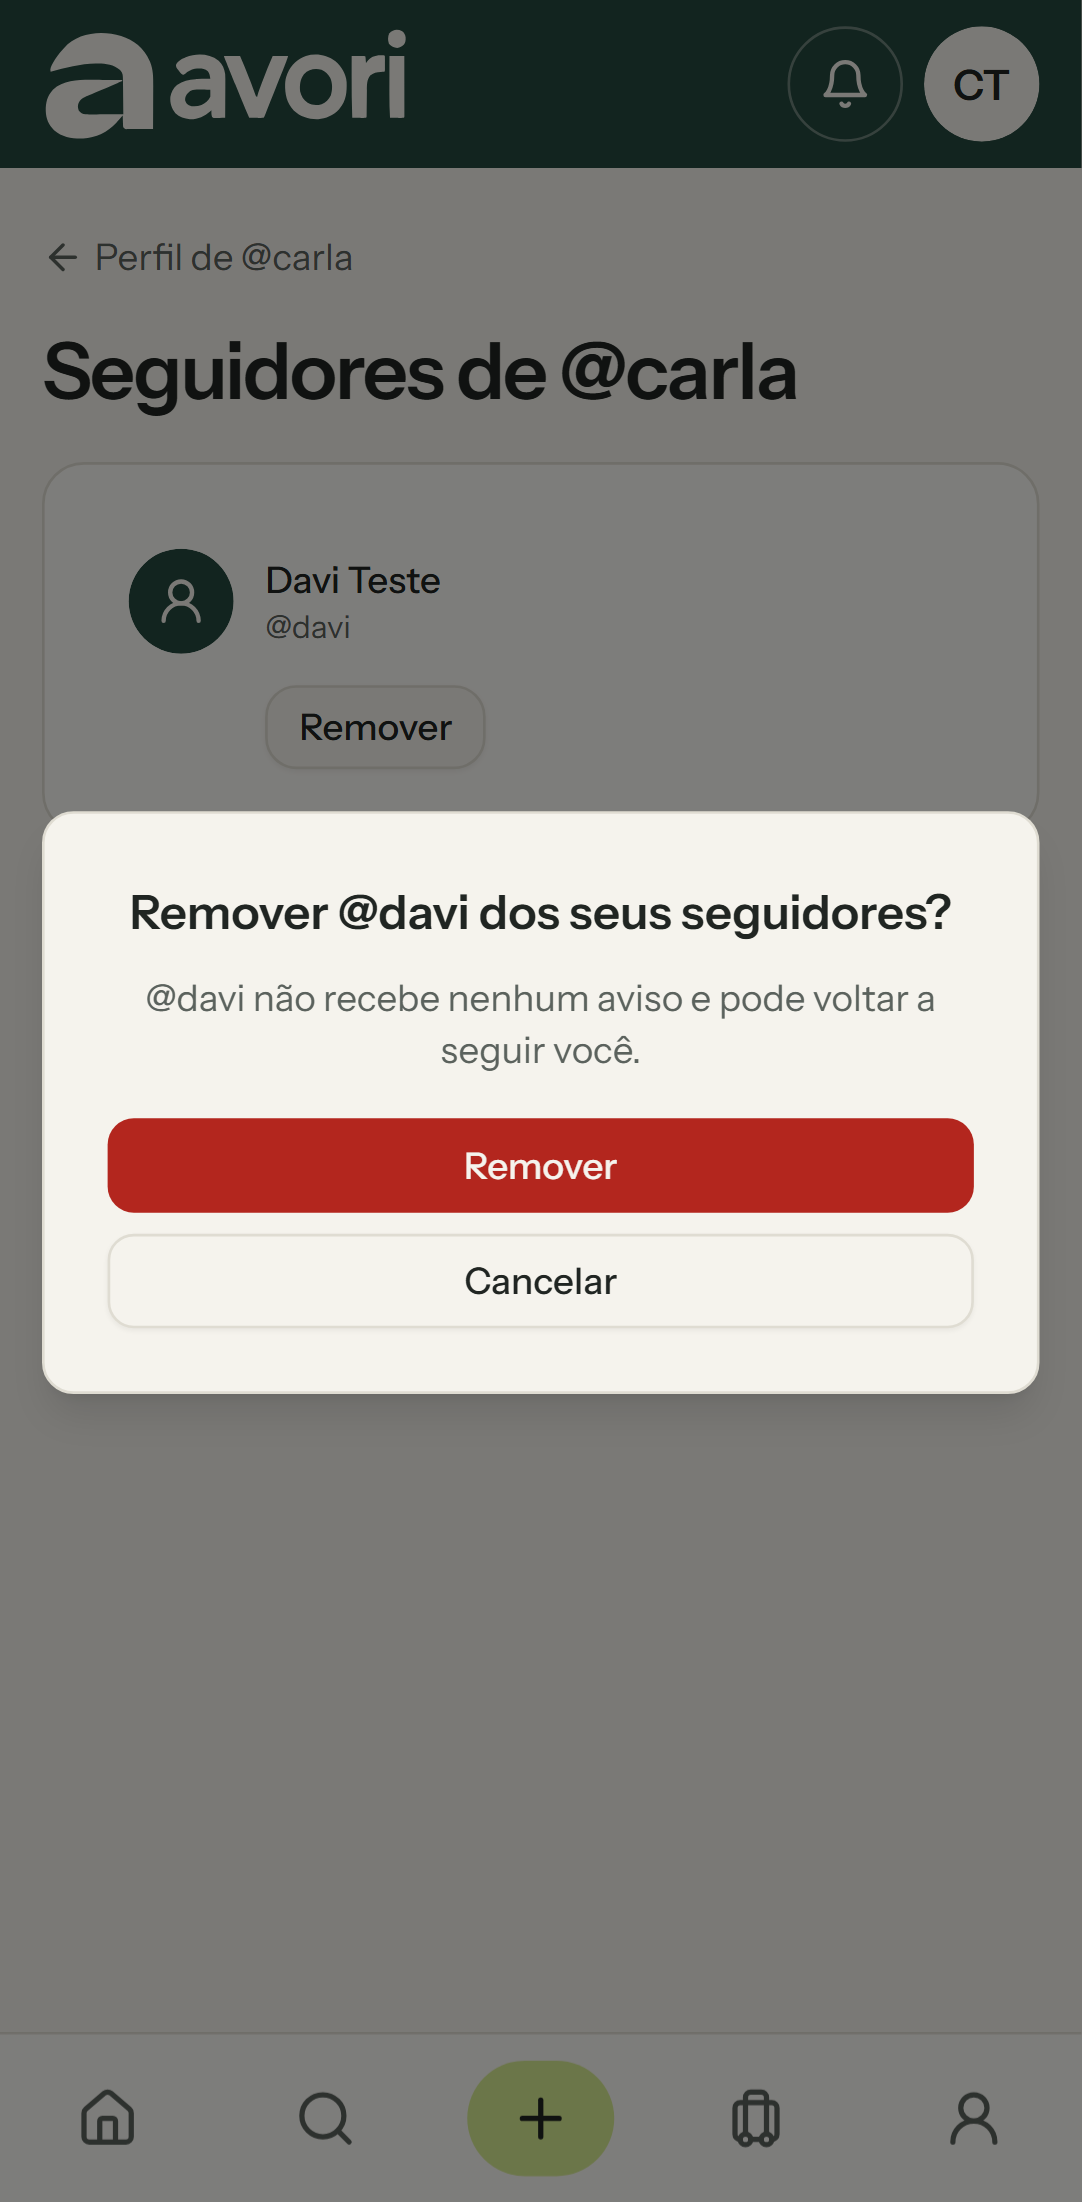 a avori
CT
Perfil de @carla
Seguidores de @carla
Davi Teste
@davi
Remover
Remover @davi dos seus seguidores?
@davi não recebe nenhum aviso e pode voltar a
seguir você.
Remover
Cancelar